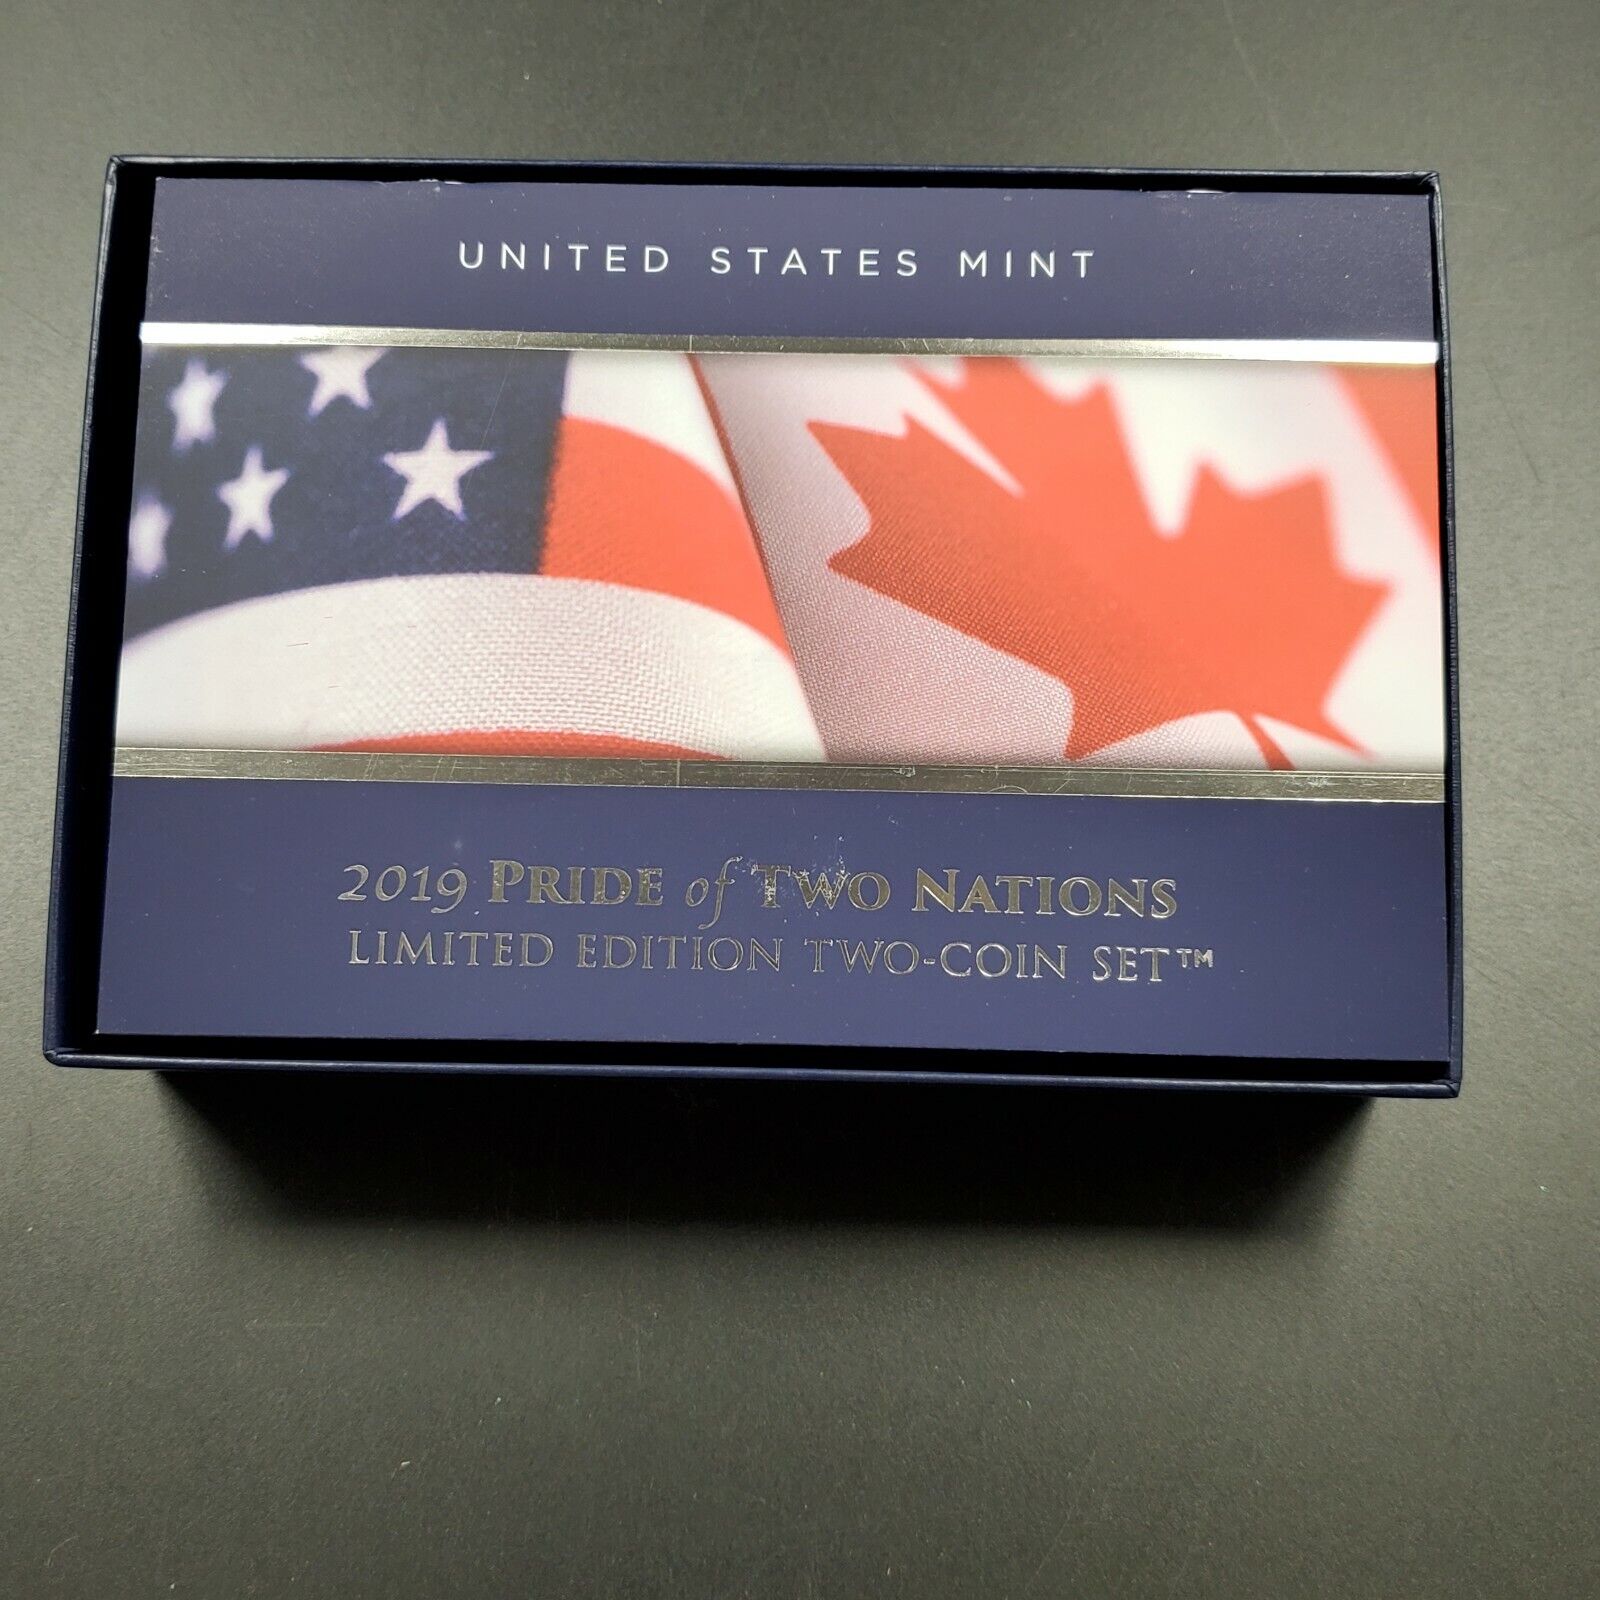 UNITED STATES MINT
2019 PRIDE of TWO NATIONS
LIMITED EDITION TWO-COIN SET™